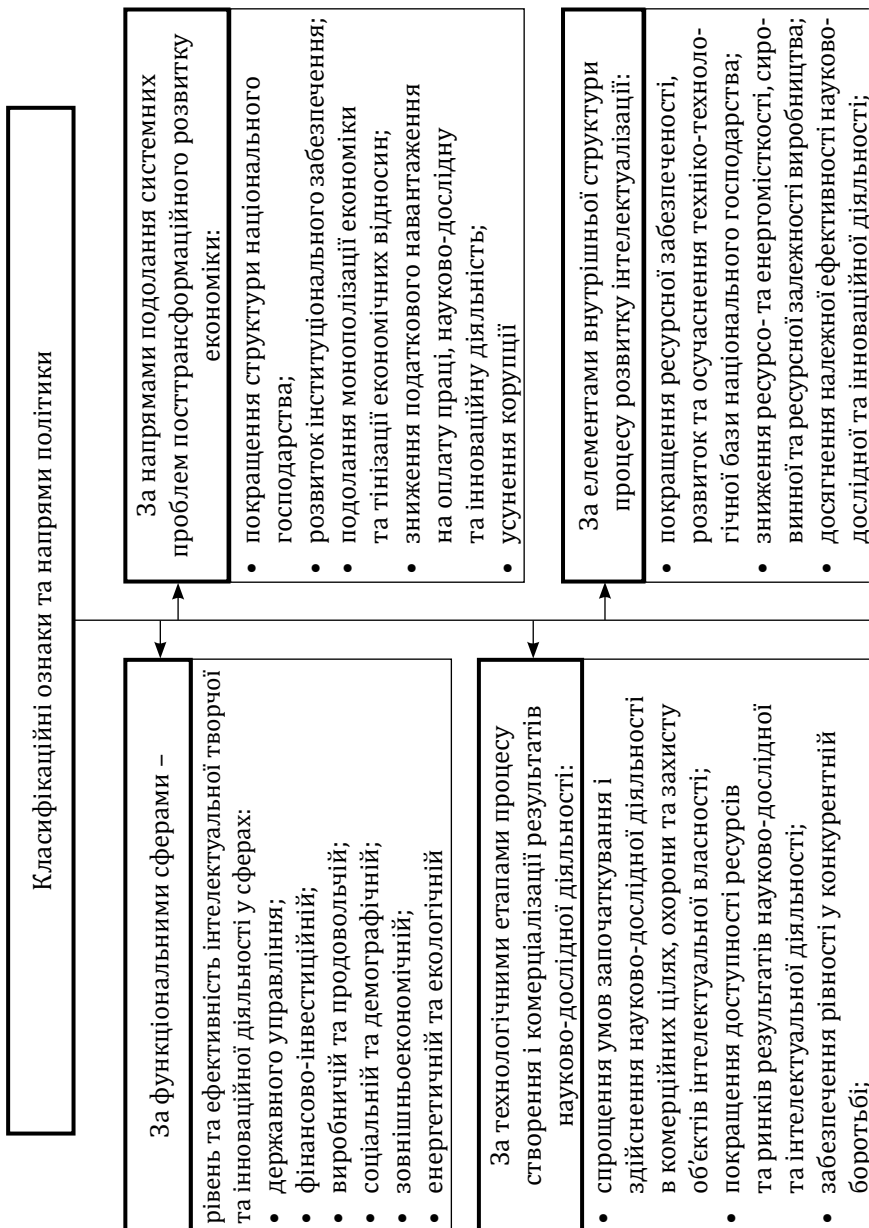 Класифікаційні ознаки та напрями політики
За функціональними сферами –
рівень та ефективність інтелектуальної творчої
та інноваційної діяльності у сферах:
• державного управління;
• фінансово-інвестиційній;
• виробничій та продовольчій;
• соціальній та демографічній;
• зовнішньоекономічній;
• енергетичній та екологічній
За напрямами подолання системних
проблем посттрансформаційного розвитку
економіки:
• покращення структури національного
господарства;
• розвиток інституціонального забезпечення;
• подолання монополізації економіки
та тінізації економічних відносин;
• зниження податкового навантаження
на оплату праці, науково-дослідну
та інноваційну діяльність;
• усунення корупції
За технологічними етапами процесу
створення і комерціалізації результатів
науково-дослідної діяльності:
• спрощення умов започаткування і
здійснення науково-дослідної діяльності
в комерційних цілях, охорони та захисту
об’єктів інтелектуальної власності;
• покращення доступності ресурсів
та ринків результатів науково-дослідної
та інтелектуальної діяльності;
• забезпечення рівності у конкурентній
боротьбі;
За елементами внутрішньої структури
процесу розвитку інтелектуалізації:
• покращення ресурсної забезпеченості,
розвиток та осучаснення техніко-техноло-
гічної бази національного господарства;
• зниження ресурсо- та енергомісткості, сиро-
винної та ресурсної залежності виробництва;
• досягнення належної ефективності науково-
дослідної та інноваційної діяльності;